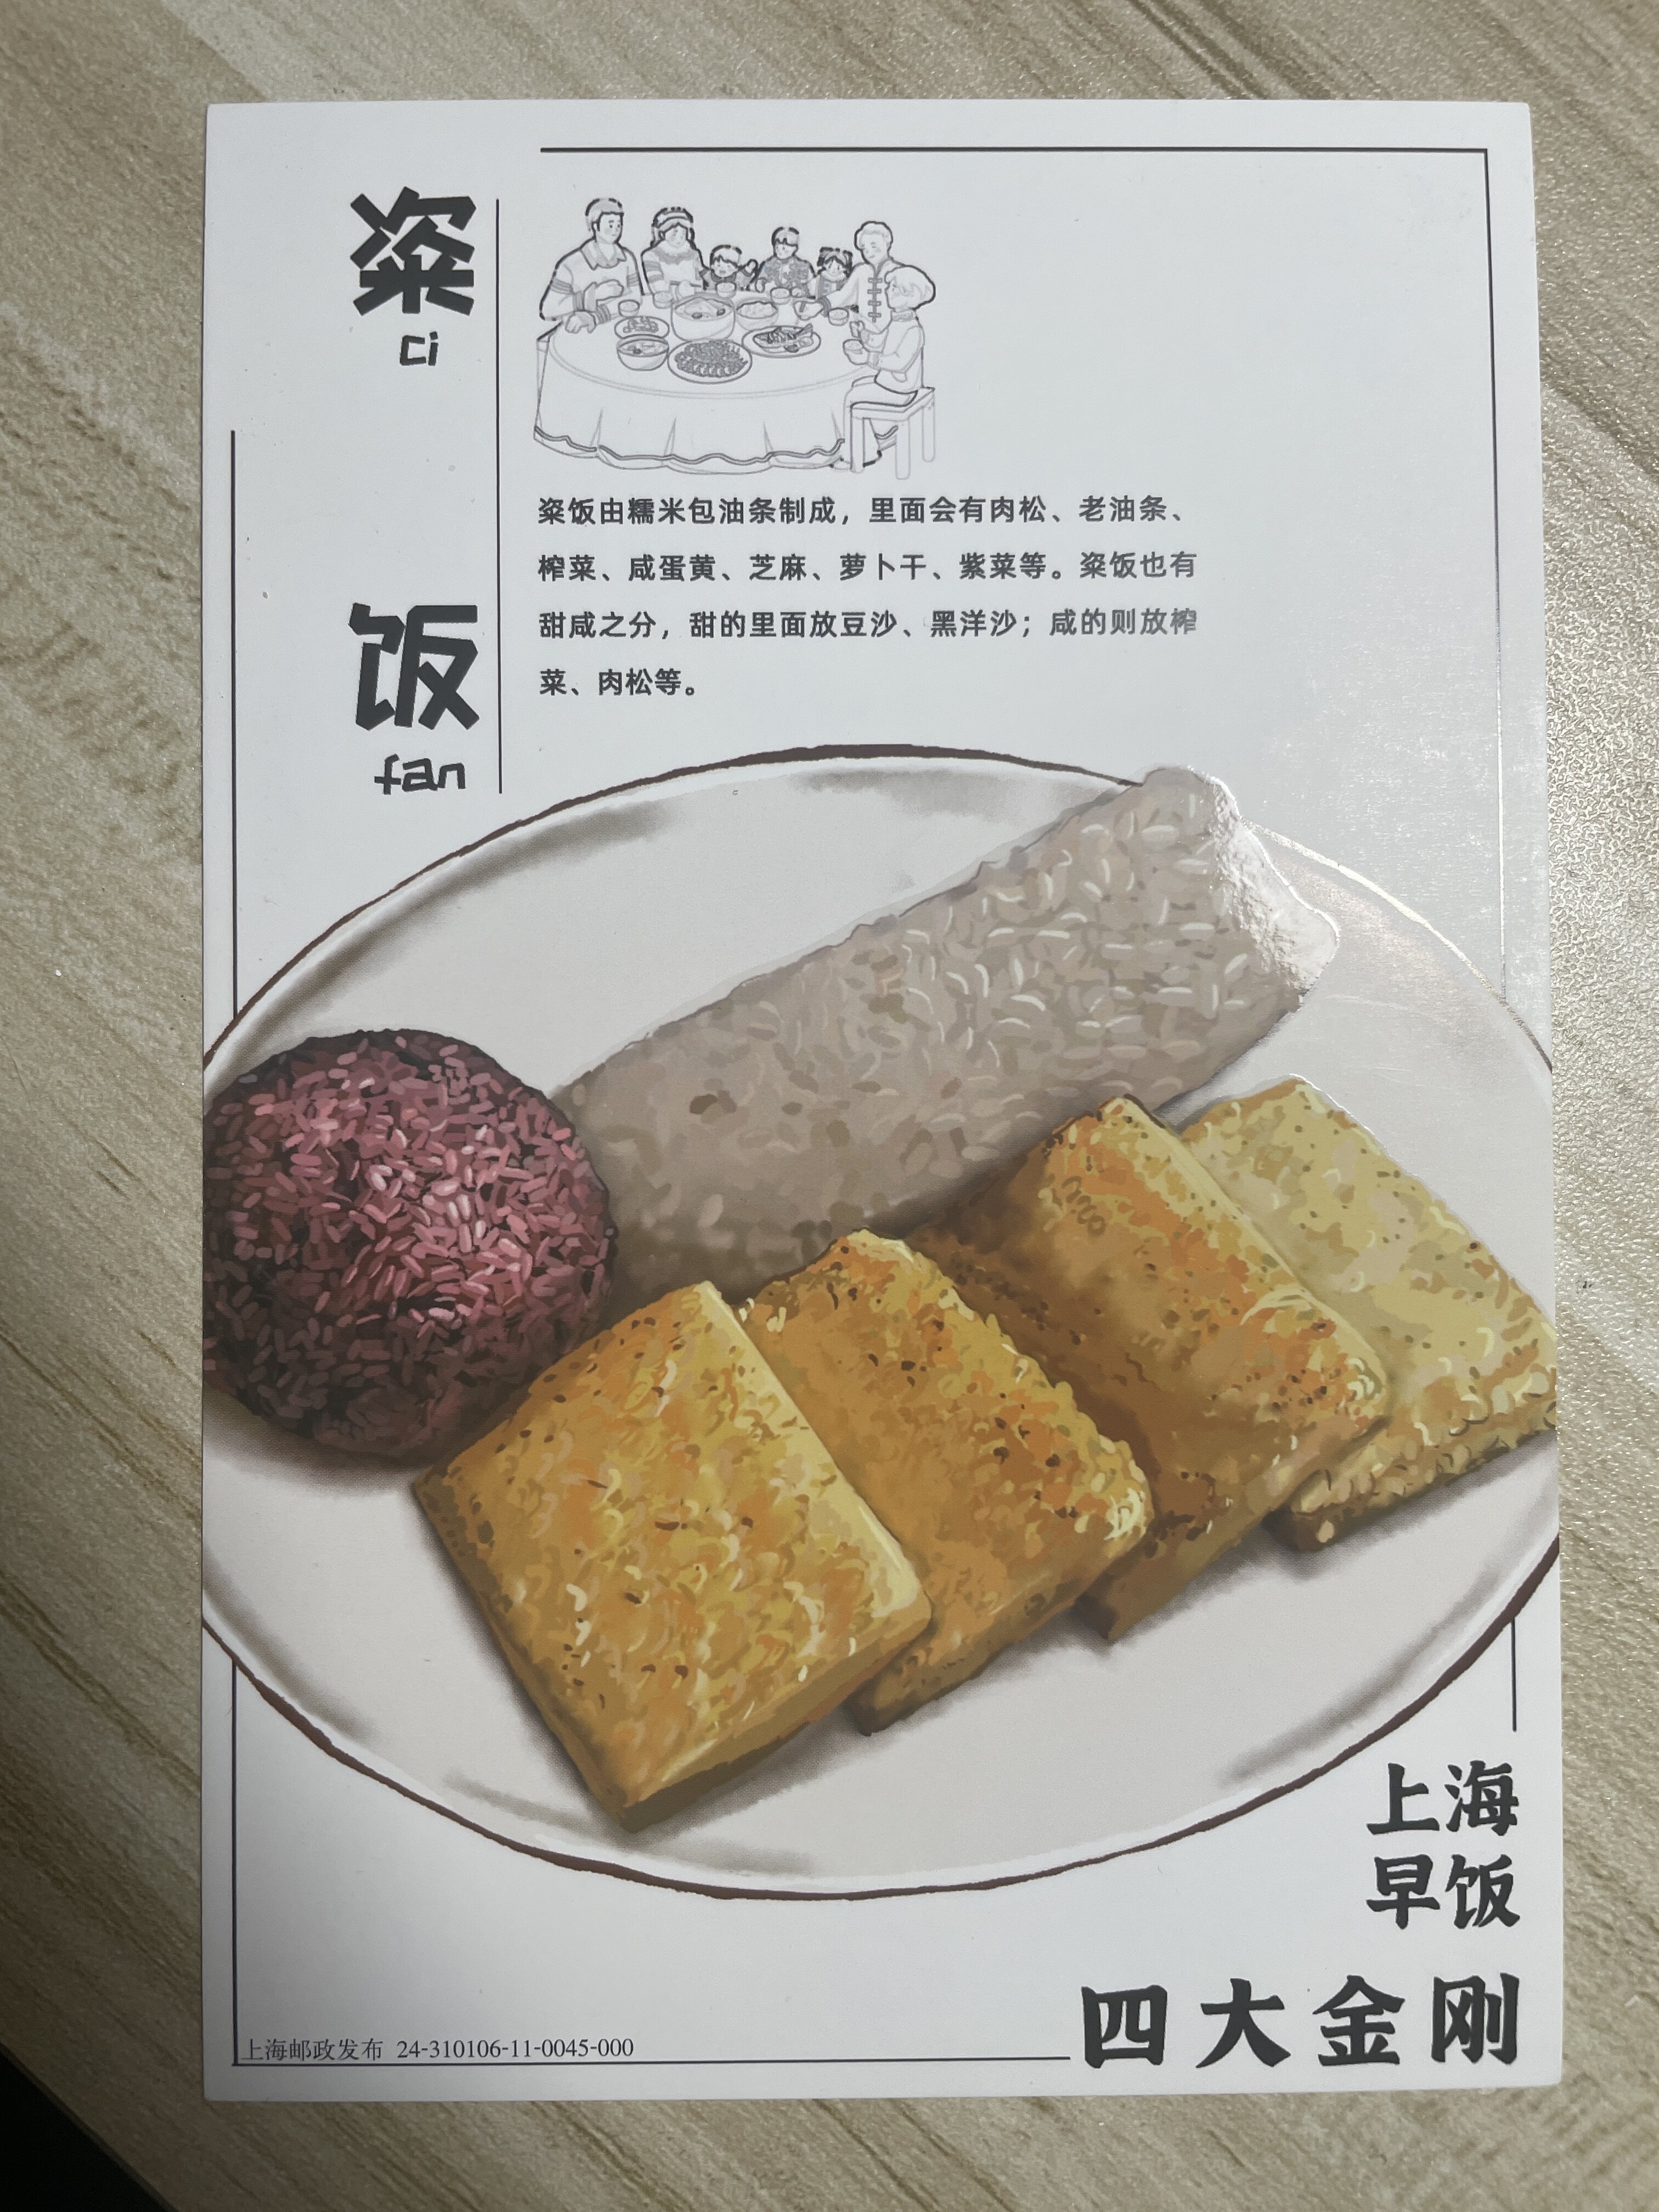 粢
ci
饭
fan
粢饭由糯米包油条制成，里面会有肉松、老油条、
榨菜、咸蛋黄、芝麻、萝卜干、紫菜等。粢饭也有
甜咸之分，甜的里面放豆沙、黑洋沙；咸的则放榨
菜、肉松等。
上海
早饭
四大金刚
上海邮政发布 24-310106-11-0045-000